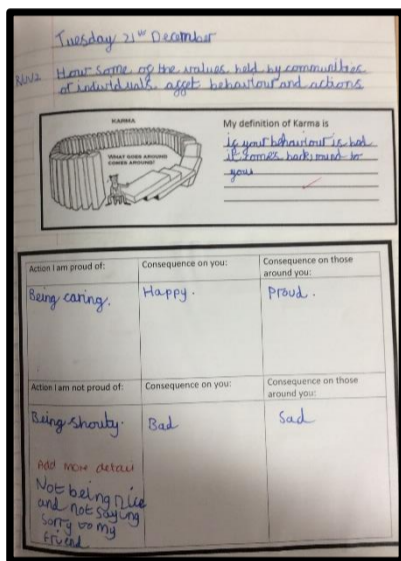 Tuesday 21st December
How some of the values held by communities
or individuals affect behaviour and actions
KARMA
WHAT GOES AROUND
COMES AROUND!
My definition of Karma is
if your behaviour is bad
it comes back round to
you
Action I am proud of:
Consequence on you:
Consequence on those
around you:
Being caring.
Happy.
Proud.
Action I am not proud of:
Consequence on you:
Consequence on those
around you:
Being shouty.
Bad
Sad
Add more detail
Not being nice
and not saying
sorry to my
friend